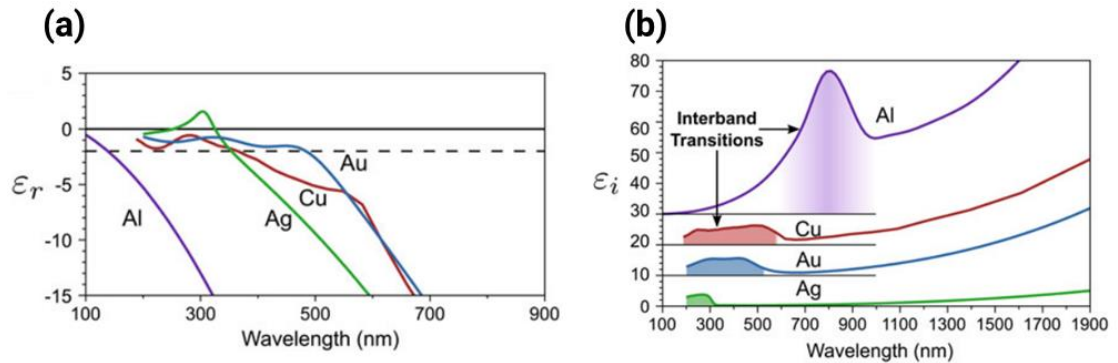 (a)
5
0
-5
-10
-15
εr
Al
Ag
Cu
Au
100 300 500 700 900
Wavelength (nm)
(b)
80
70
60
50
40
30
20
10
0
εi
Interband
Transitions
Al
Cu
Au
Ag
100 300 500 700 900 1100 1300 1500 1700 1900
Wavelength (nm)